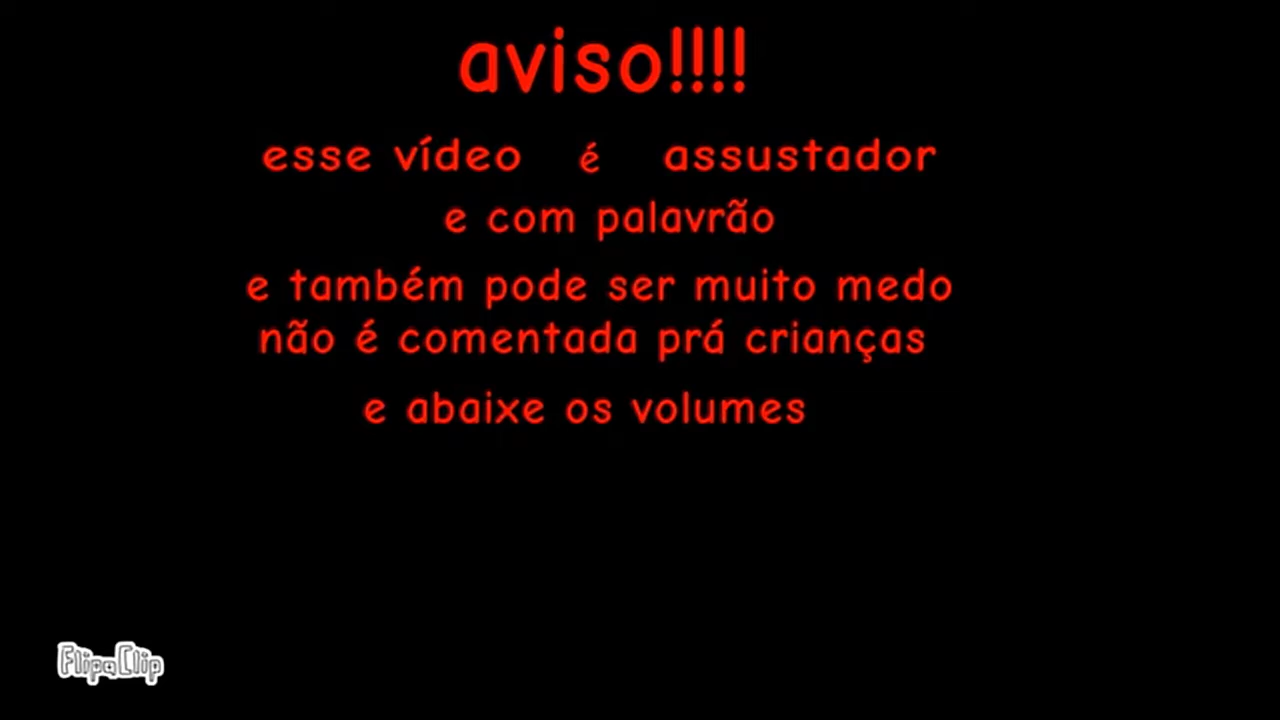 aviso!!!!
esse vídeo é assustador
e com palavrão
e também pode ser muito medo
não é comentada prá crianças
e abaixe os volumes
FlipaClip